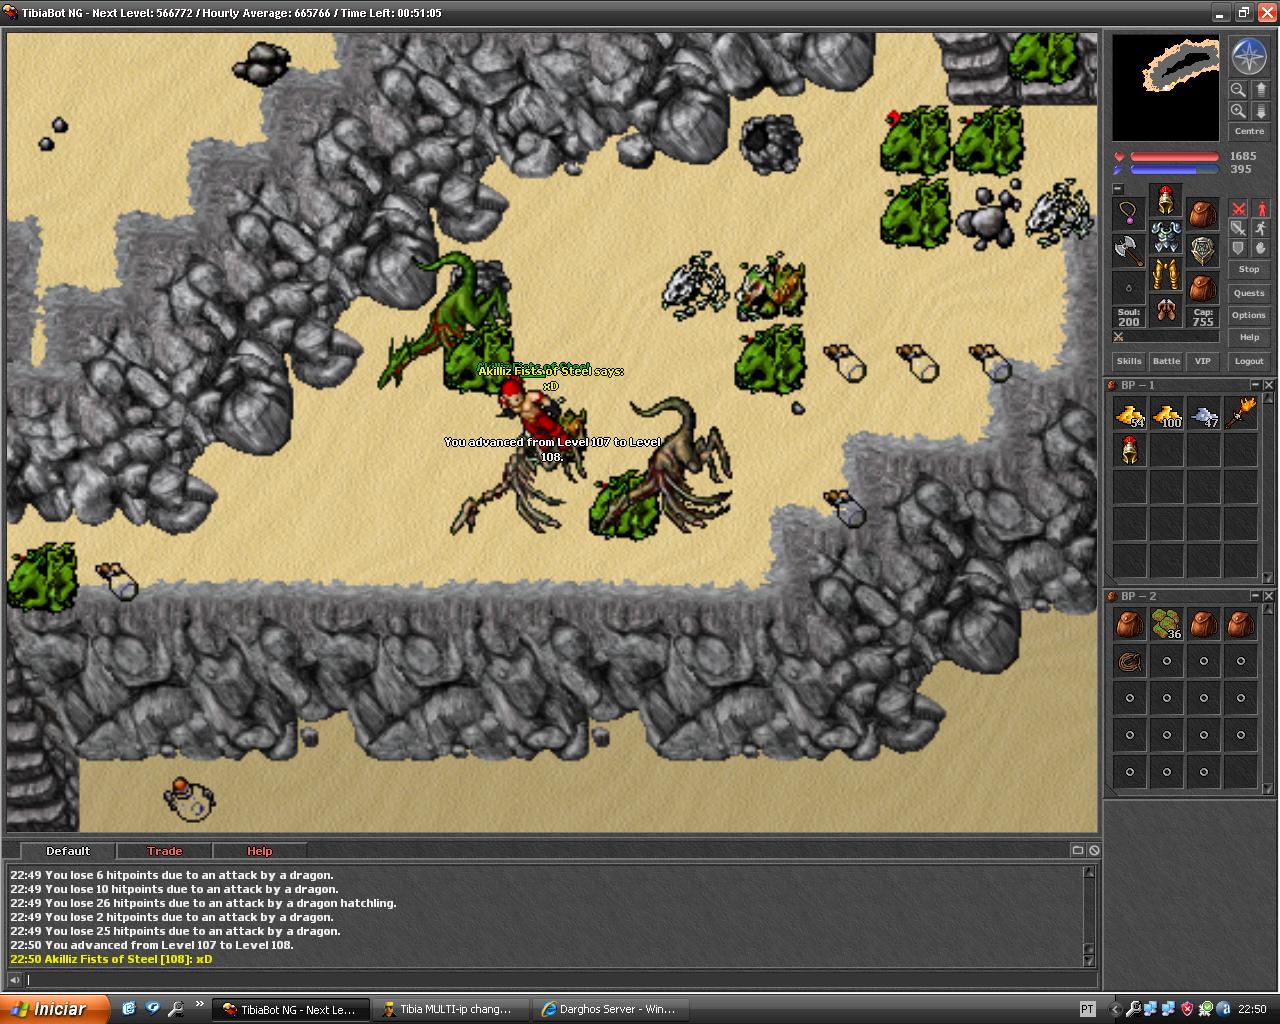 TibiaBot NG - Next Level: 566772 / Hourly Average: 665766 / Time Left: 00:51:05
Centre
1685
395
Stop
Quests
Options
Help
Soul:
200
Cap:
755
Skills
Battle
VIP
Logout
Akilliz Fists of Steel
Akilliz Fists of Steel says:
xD
You advanced from Level 107 to Level
108.
BP - 1
54
100
47
BP - 2
36
Default
Trade
Help
22:49 You lose 6 hitpoints due to an attack by a dragon.
22:49 You lose 10 hitpoints due to an attack by a dragon.
22:49 You lose 26 hitpoints due to an attack by a dragon hatchling.
22:49 You lose 2 hitpoints due to an attack by a dragon.
22:49 You lose 25 hitpoints due to an attack by a dragon.
22:50 You advanced from Level 107 to Level 108.
22:50 Akilliz Fists of Steel [108]: xD
Iniciar
TibiaBot NG - Next Le...
Tibia MULTI-ip chang...
Darghos Server - Win...
PT
22:50